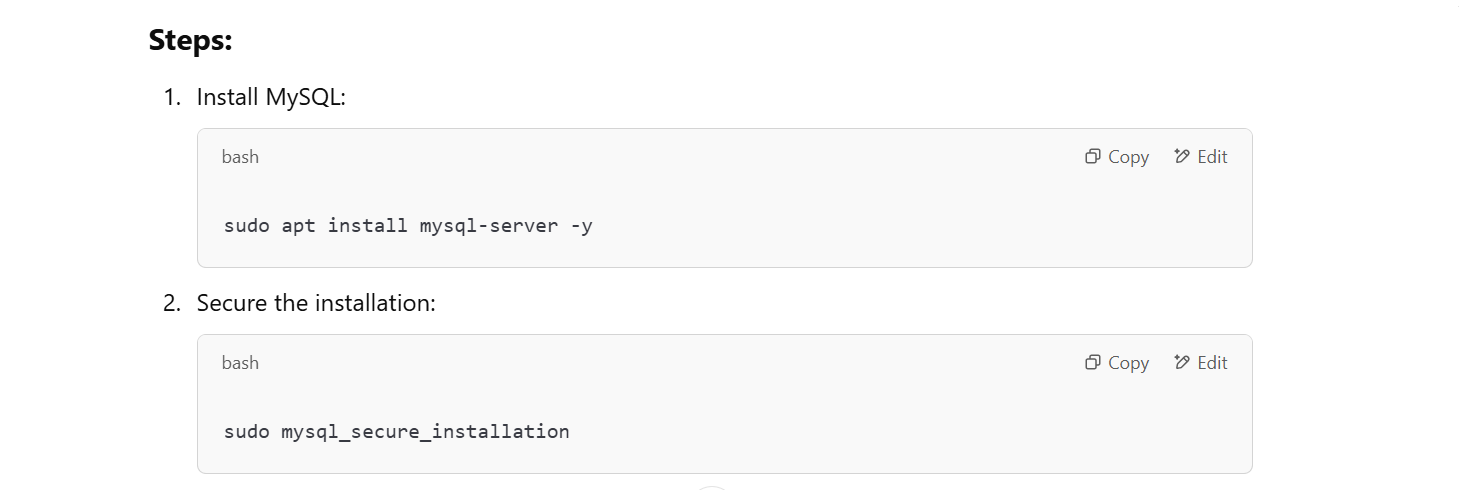 Steps:
1. Install MySQL:
bash Copy Edit
sudo apt install mysql-server -y
2. Secure the installation:
bash Copy Edit
sudo mysql_secure_installation